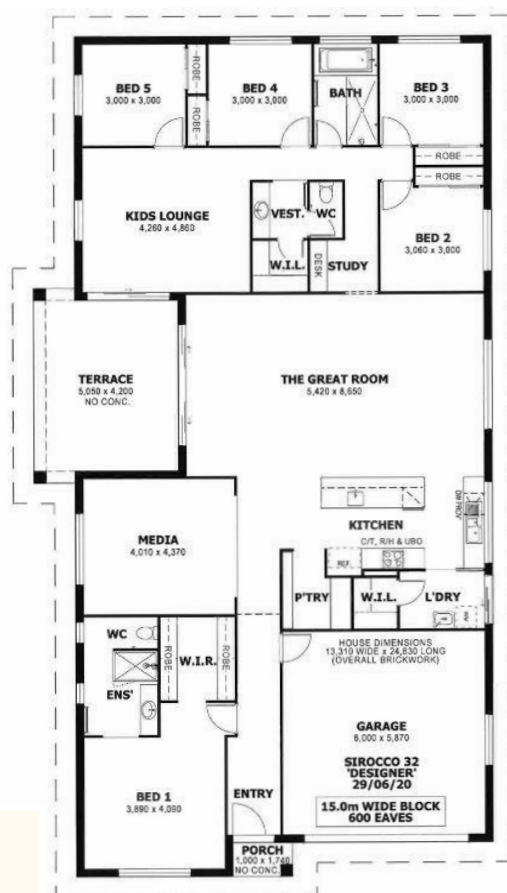 BED 5
3,000 x 3,000
ROBE
ROBE
BED 4
3,000 x 3,000
BATH
BED 3
3,000 x 3,000
ROBE
ROBE
KIDS LOUNGE
4,260 x 4,860
VEST.
WC
BED 2
3,060 x 3,000
W.I.L.
DESK
STUDY
TERRACE
5,050 x 4,200
NO CONC.
THE GREAT ROOM
5,420 x 8,650
MEDIA
4,010 x 4,370
KITCHEN
DW PROV
C/T, R/H & UBO
REF.
P'TRY
W.I.L.
L'DRY
WM
WC
ENS'
ROBE
W.I.R.
ROBE
HOUSE DIMENSIONS
13,310 WIDE x 24,830 LONG
(OVERALL BRICKWORK)
GARAGE
6,000 x 5,870
SIROCCO 32
'DESIGNER'
29/06/20
15.0m WIDE BLOCK
600 EAVES
BED 1
3,890 x 4,090
ENTRY
PORCH
1,000 x 1,740
NO CONC.